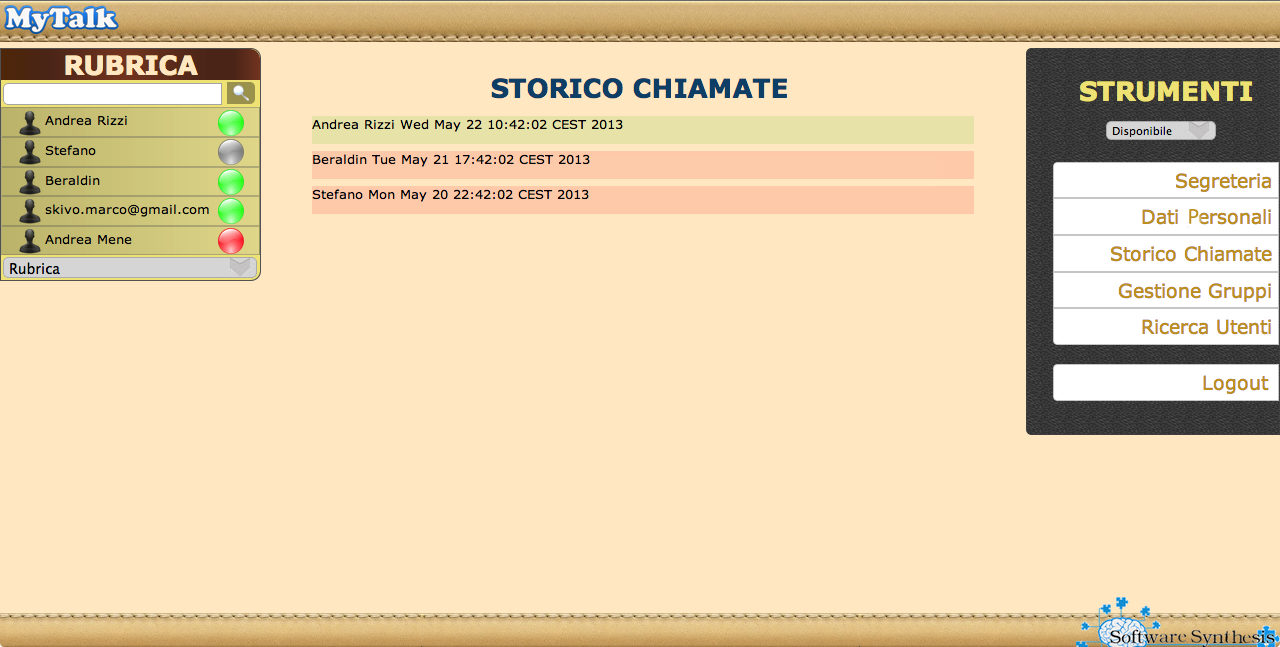 MyTalk
RUBRICA
Andrea Rizzi
Stefano
Beraldin
skivo.marco@gmail.com
Andrea Mene
Rubrica
STORICO CHIAMATE
Andrea Rizzi Wed May 22 10:42:02 CEST 2013
Beraldin Tue May 21 17:42:02 CEST 2013
Stefano Mon May 20 22:42:02 CEST 2013
STRUMENTI
Disponibile
Segreteria
Dati Personali
Storico Chiamate
Gestione Gruppi
Ricerca Utenti
Logout
Software Synthesis